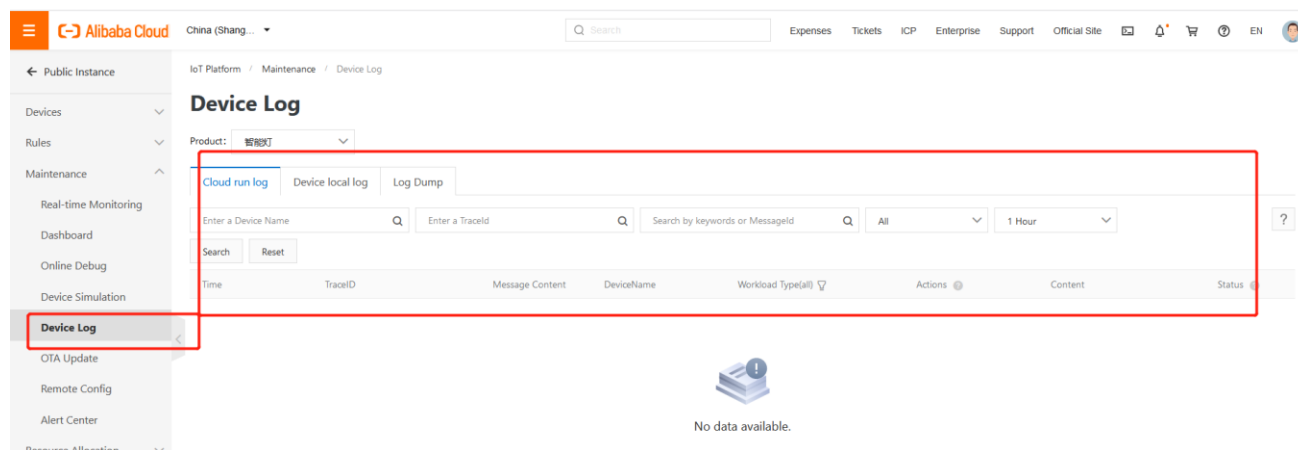 Alibaba Cloud China (Shang... Search Expenses Tickets ICP Enterprise Support Official Site EN
Public Instance
IoT Platform / Maintenance / Device Log
Devices
Rules
Maintenance
Real-time Monitoring
Dashboard
Online Debug
Device Simulation
Device Log
OTA Update
Remote Config
Alert Center
Resource Allocation
Device Log
Product: 智能灯
Cloud run log Device local log Log Dump
Enter a Device Name Enter a TraceId Search by keywords or MessageId All 1 Hour ?
Search Reset
Time TraceID Message Content DeviceName Workload Type(all) Actions Content Status
No data available.